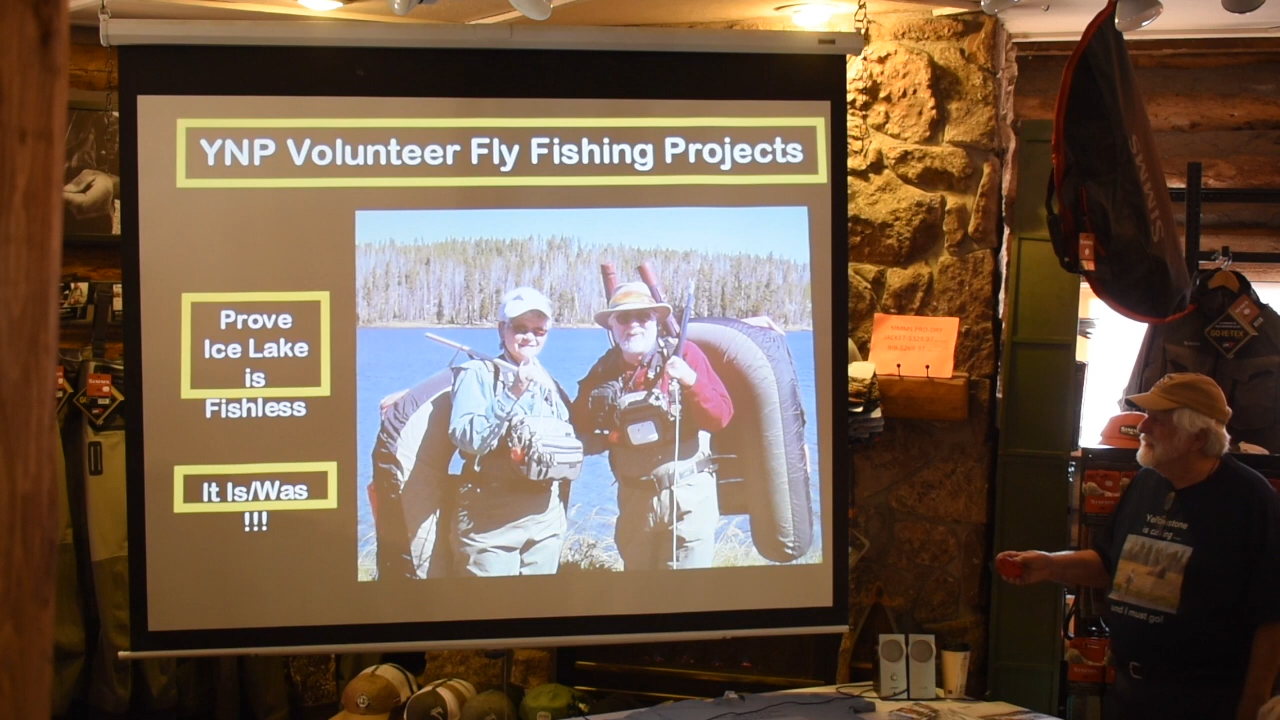 YNP Volunteer Fly Fishing Projects
Prove
Ice Lake
is
Fishless
It Is/Was
!!!
SIMMS
GORE-TEX
Yellowstone
is calling...
and I must go!